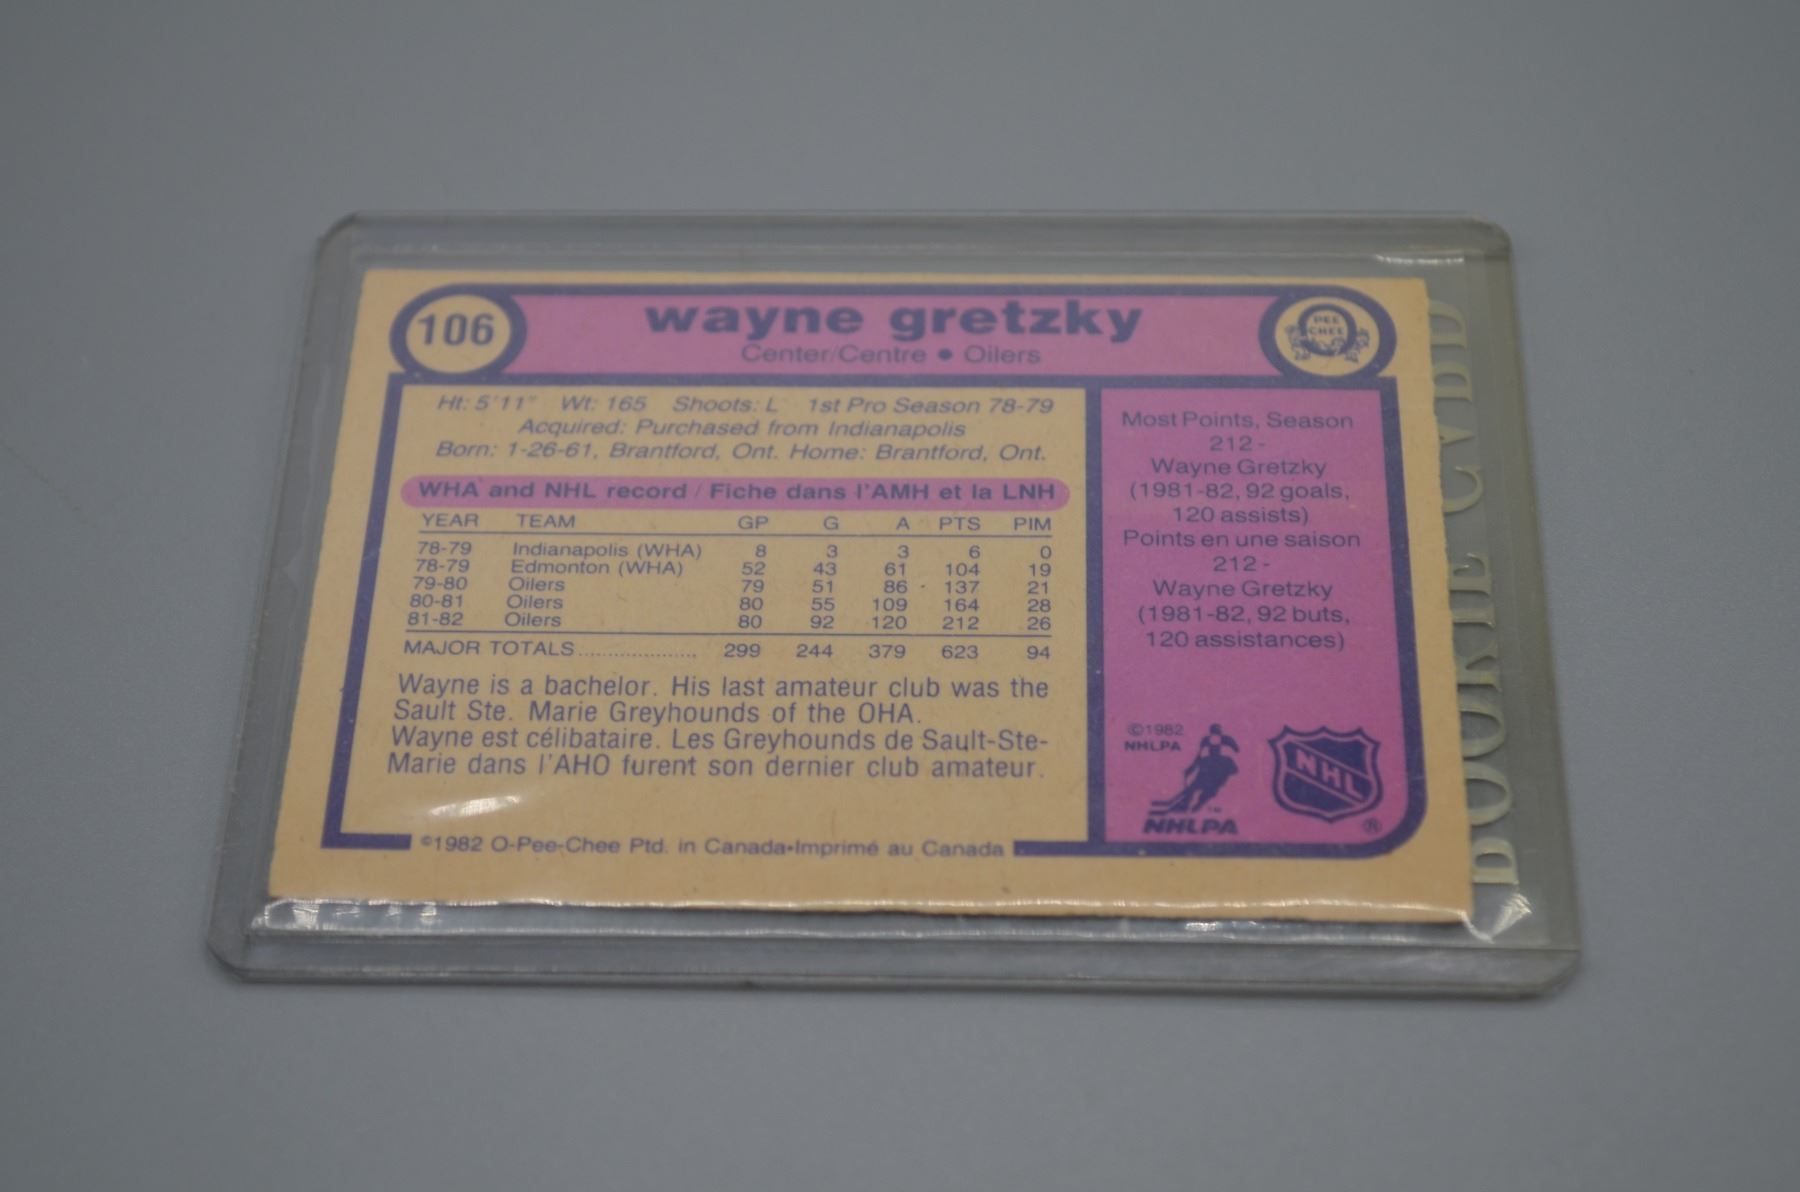 106
wayne gretzky
Center/Centre • Oilers
O
PEE
CHEE
Ht: 5'11" Wt: 165 Shoots: L 1st Pro Season 78-79
Acquired: Purchased from Indianapolis
Born: 1-26-61, Brantford, Ont. Home: Brantford, Ont.
WHA and NHL record / Fiche dans l'AMH et la LNH
YEAR TEAM GP G A PTS PIM
78-79 Indianapolis (WHA) 8 3 3 6 0
78-79 Edmonton (WHA) 52 43 61 104 19
79-80 Oilers 79 51 86 137 21
80-81 Oilers 80 55 109 164 28
81-82 Oilers 80 92 120 212 26
MAJOR TOTALS.................... 299 244 379 623 94
Wayne is a bachelor. His last amateur club was the
Sault Ste. Marie Greyhounds of the OHA.
Wayne est célibataire. Les Greyhounds de Sault-Ste-
Marie dans l'AHO furent son dernier club amateur.
©1982 O-Pee-Chee Ptd. in Canada•Imprimé au Canada
Most Points, Season
212 -
Wayne Gretzky
(1981-82, 92 goals,
120 assists)
Points en une saison
212 -
Wayne Gretzky
(1981-82, 92 buts,
120 assistances)
©1982
NHLPA
™
NHLPA
NHL
®
ROOKIE CARD